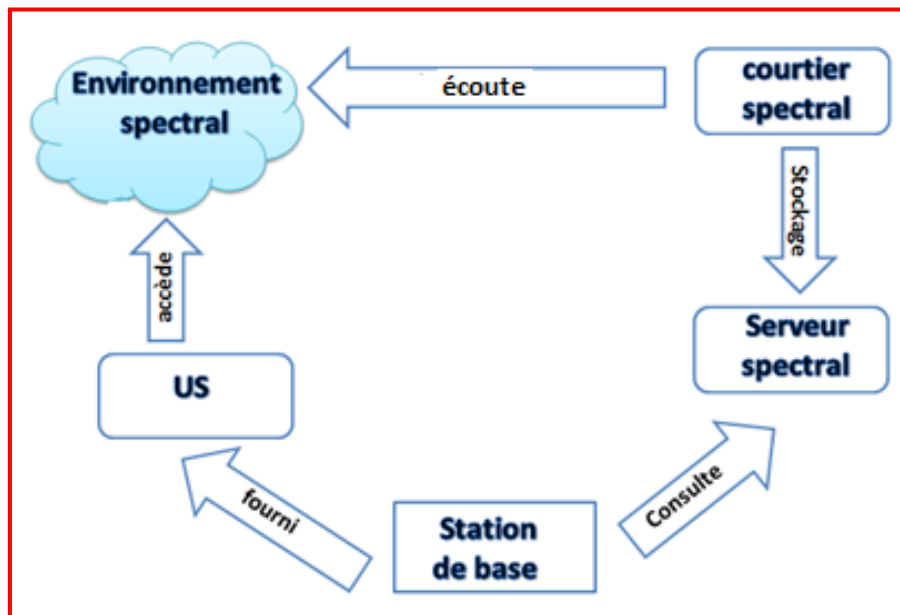 Environnement
spectral
écoute
courtier
spectral
Stockage
accède
Serveur
spectral
US
fourni
Consulte
Station
de base